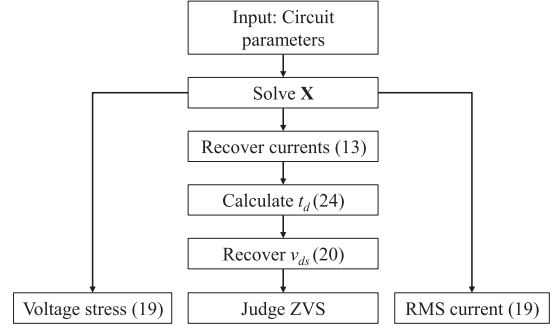 Input: Circuit
parameters
Solve X
Recover currents (13)
Calculate t_d (24)
Recover v_ds (20)
Voltage stress (19)
Judge ZVS
RMS current (19)